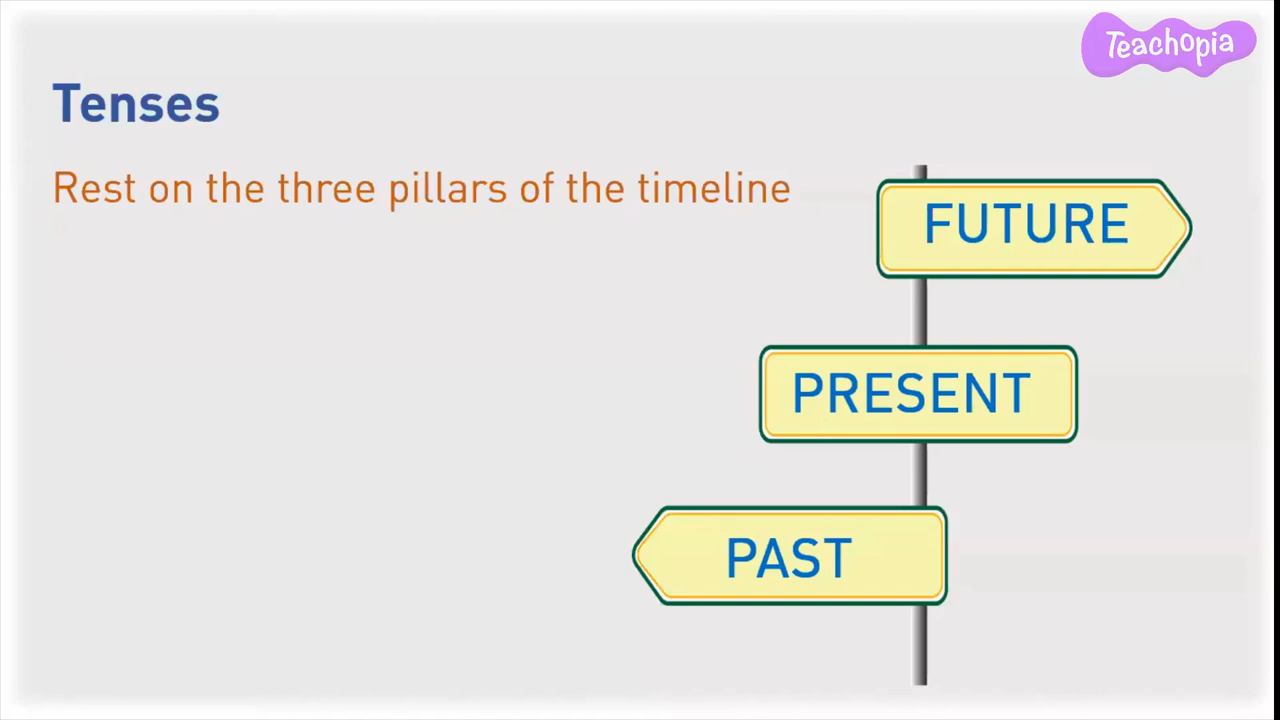 Teachopia
Tenses
Rest on the three pillars of the timeline
FUTURE
PRESENT
PAST